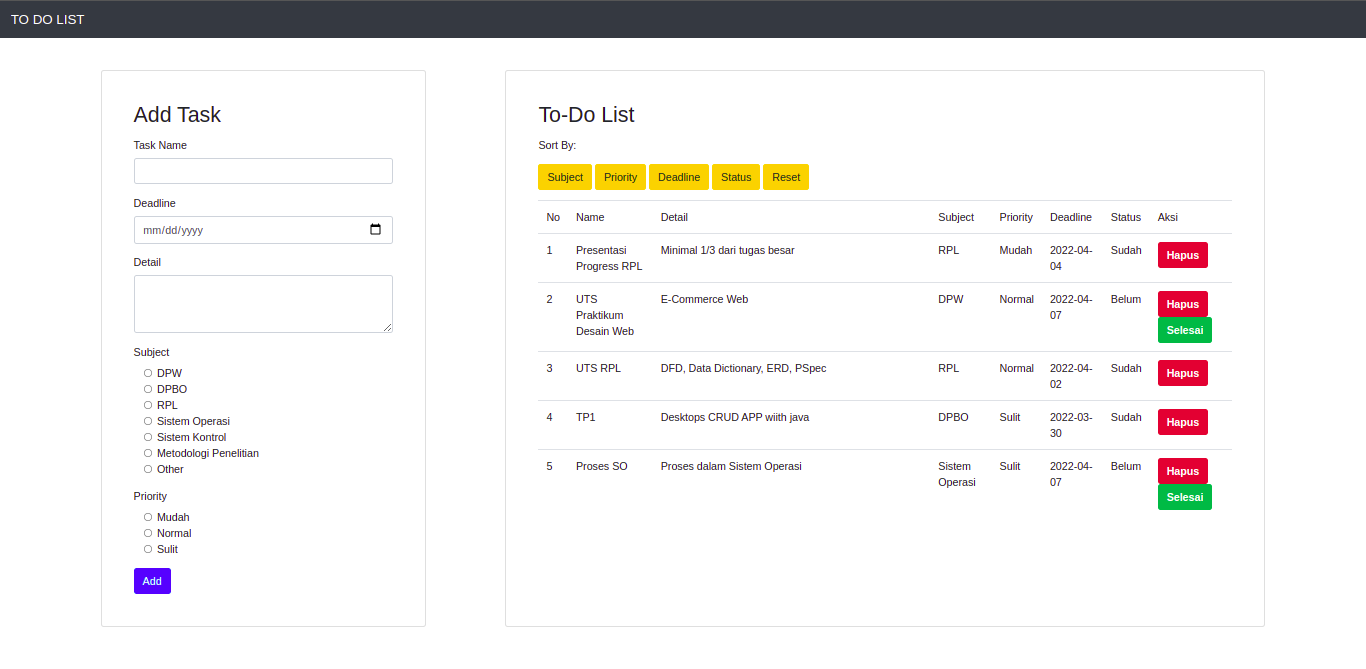 TO DO LIST
Add Task
Task Name
Deadline
mm/dd/yyyy
Detail
Subject
DPW
DPBO
RPL
Sistem Operasi
Sistem Kontrol
Metodologi Penelitian
Other
Priority
Mudah
Normal
Sulit
Add
To-Do List
Sort By:
Subject Priority Deadline Status Reset
No Name Detail Subject Priority Deadline Status Aksi
1 Presentasi Minimal 1/3 dari tugas besar RPL Mudah 2022-04- Sudah Hapus
Progress RPL 04
2 UTS E-Commerce Web DPW Normal 2022-04- Belum Hapus
Praktikum 07
Desain Web Selesai
3 UTS RPL DFD, Data Dictionary, ERD, PSpec RPL Normal 2022-04- Sudah Hapus
02
4 TP1 Desktops CRUD APP wiith java DPBO Sulit 2022-03- Sudah Hapus
30
5 Proses SO Proses dalam Sistem Operasi Sistem Sulit 2022-04- Belum Hapus
Operasi 07
Selesai